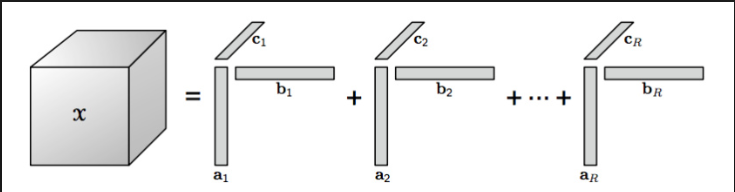 𝒳 = c₁ b₁ a₁ + c₂ b₂ a₂ + ··· + c_R b_R a_R